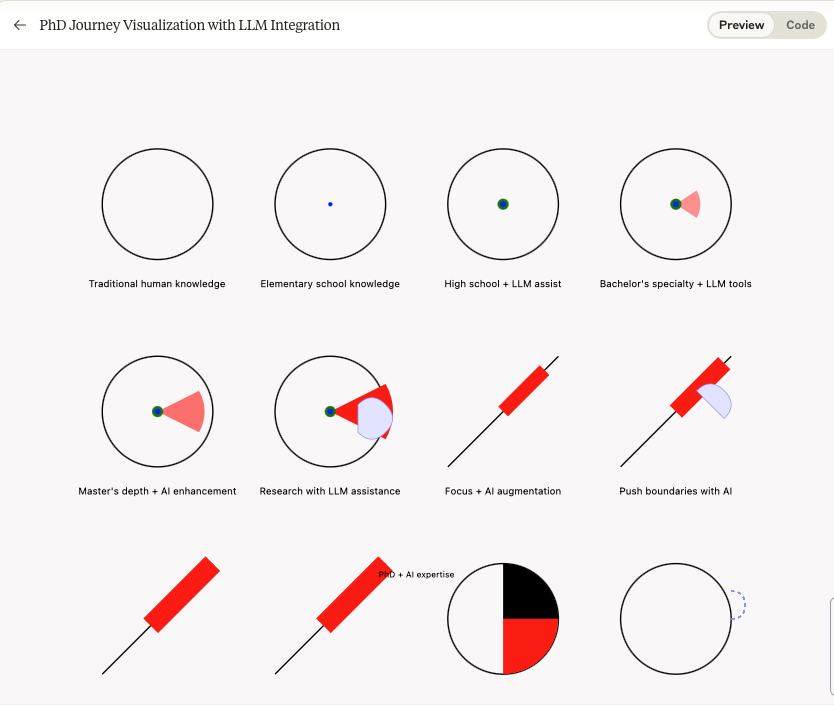 PhD Journey Visualization with LLM Integration
Preview
Code
Traditional human knowledge
Elementary school knowledge
High school + LLM assist
Bachelor's specialty + LLM tools
Master's depth + AI enhancement
Research with LLM assistance
Focus + AI augmentation
Push boundaries with AI
PhD + AI expertise